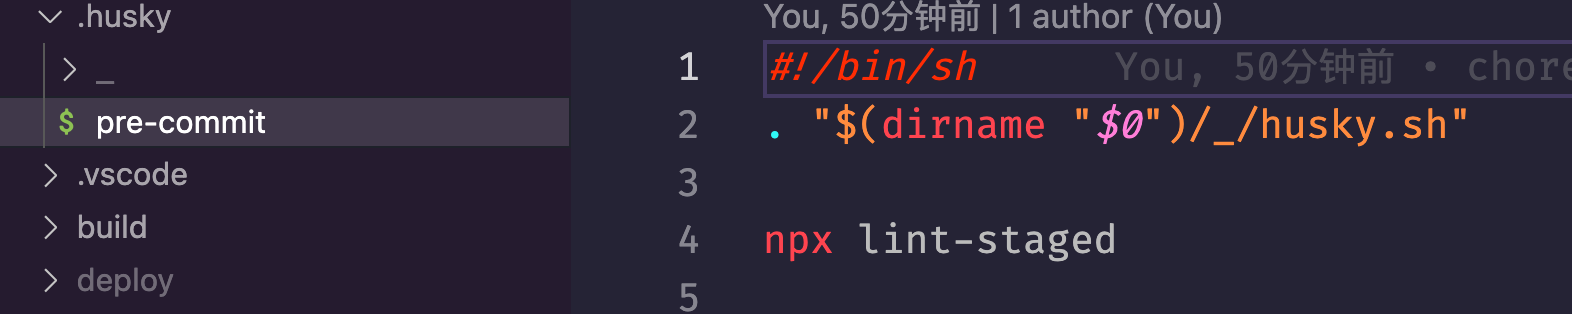 .husky
_
$ pre-commit
.vscode
build
deploy
You, 50分钟前 | 1 author (You)
1 #!/bin/sh You, 50分钟前 • chore
2 . "$(dirname "$0")/_/husky.sh"
3
4 npx lint-staged
5